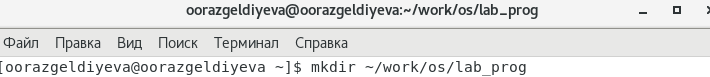 oorazgeldiyeva@oorazgeldiyeva:~/work/os/lab_prog
Файл Правка Вид Поиск Терминал Справка
[oorazgeldiyeva@oorazgeldiyeva ~]$ mkdir ~/work/os/lab_prog